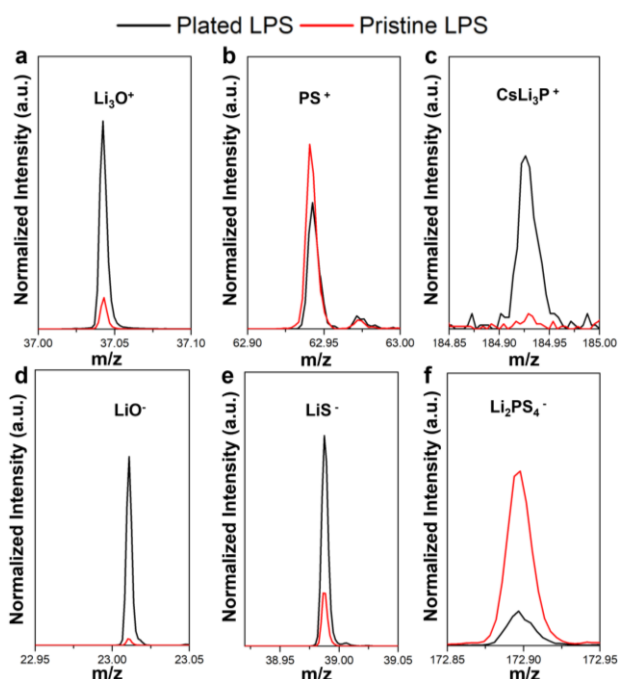 Plated LPS Pristine LPS
a b c
Li₃O⁺ PS⁺ CsLi₃P⁺
Normalized Intensity (a.u.) Normalized Intensity (a.u.) Normalized Intensity (a.u.)
37.00 37.05 37.10 62.90 62.95 63.00 184.85 184.90 184.95 185.00
m/z m/z m/z
d e f
LiO⁻ LiS⁻ Li₂PS₄⁻
Normalized Intensity (a.u.) Normalized Intensity (a.u.) Normalized Intensity (a.u.)
22.95 23.00 23.05 38.95 39.00 39.05 172.85 172.90 172.95
m/z m/z m/z